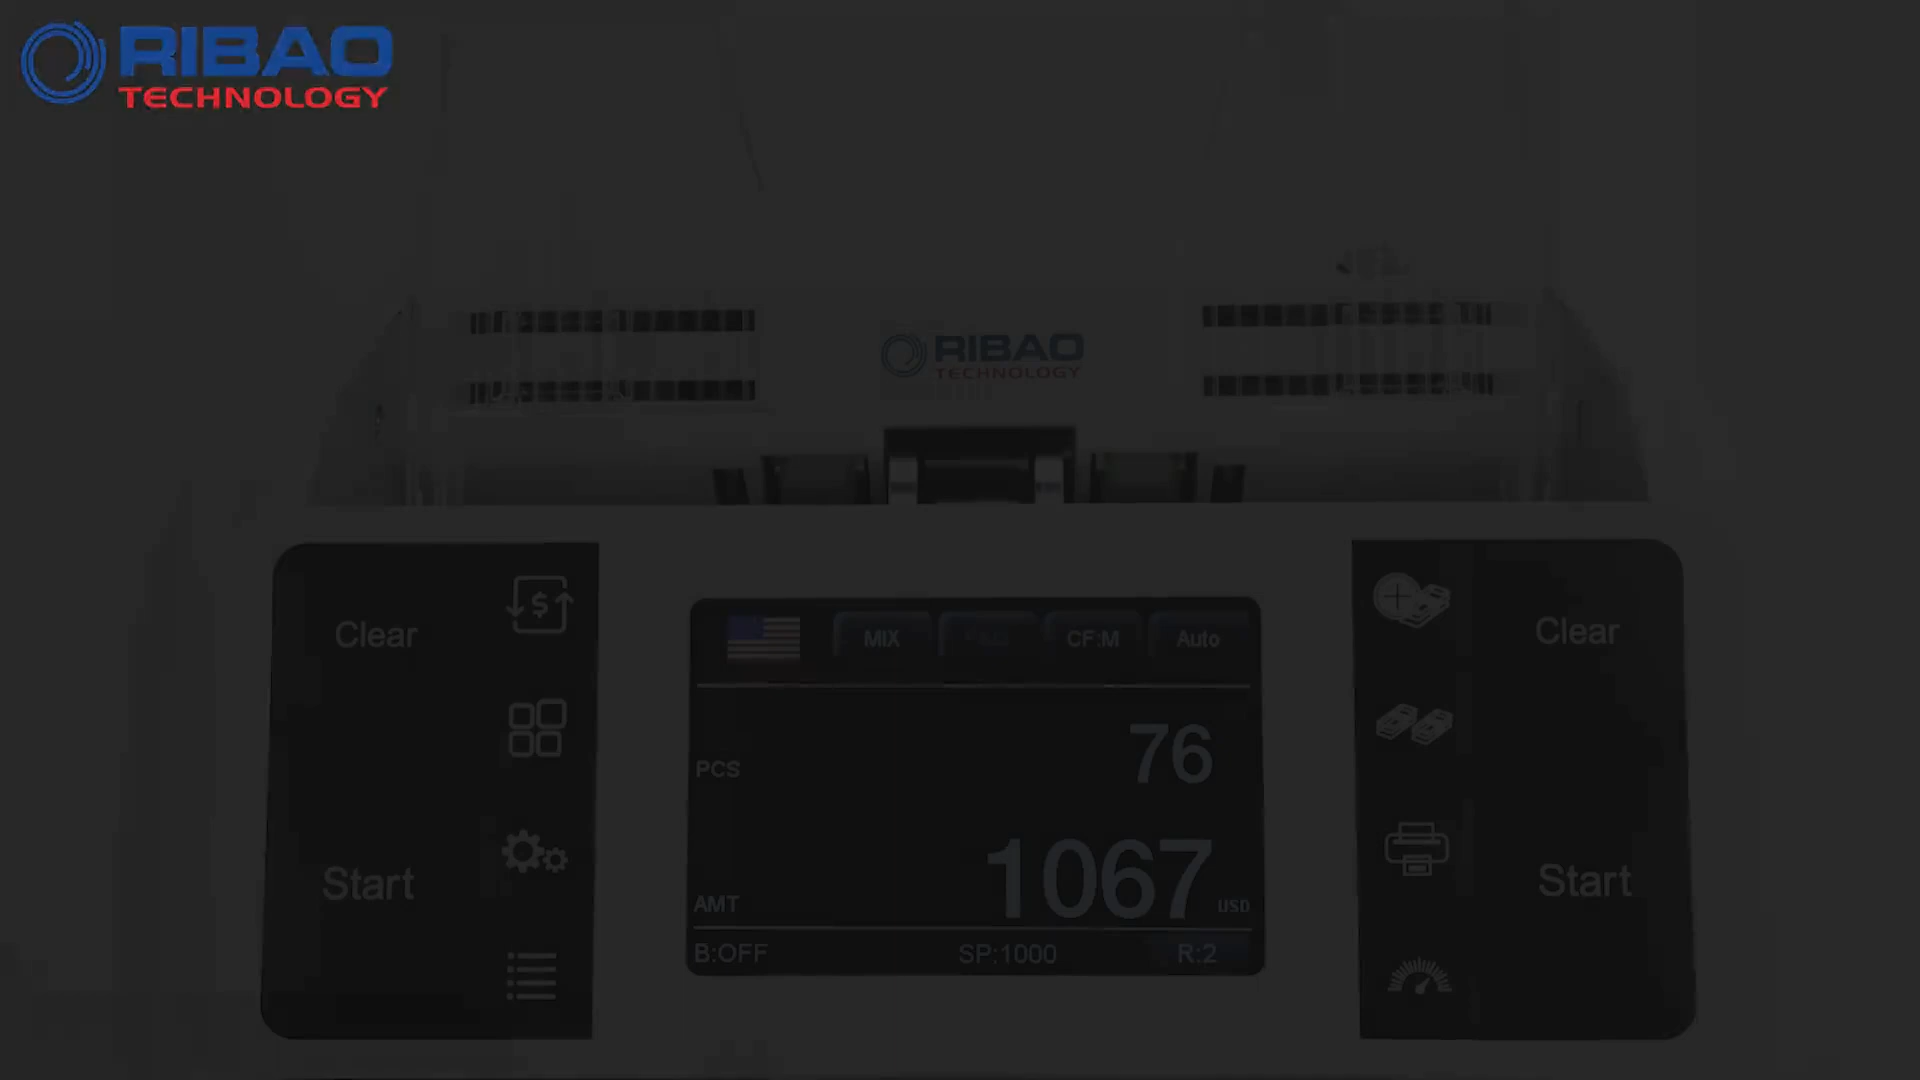 RIBAO
TECHNOLOGY
RIBAO
TECHNOLOGY
Clear
Clear
MIX
CF:M
Auto
PCS
76
Start
Start
AMT
1067
USD
B:OFF
SP:1000
R:2